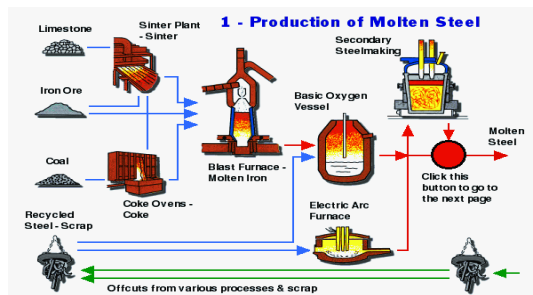 1 - Production of Molten Steel
Limestone
Sinter Plant
- Sinter
Secondary
Steelmaking
Iron Ore
Basic Oxygen
Vessel
Molten
Steel
Coal
Blast Furnace -
Molten Iron
Click this
button to go to
the next page
Coke Ovens -
Coke
Electric Arc
Furnace
Recycled
Steel - Scrap
Offcuts from various processes & scrap